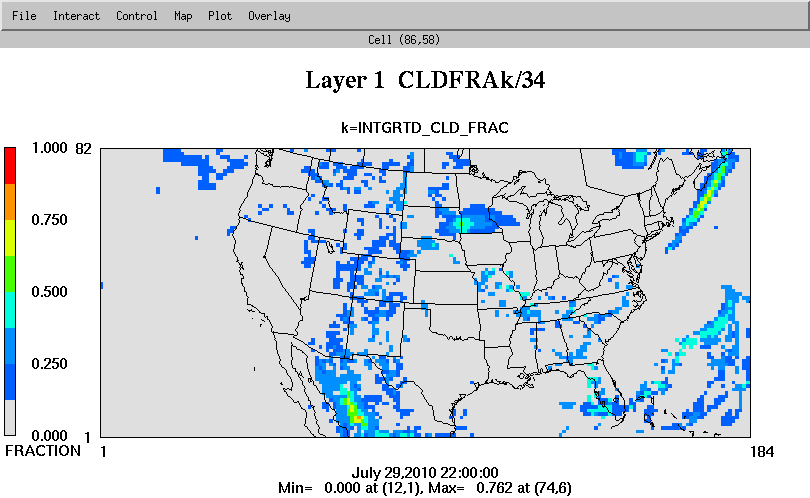 File Interact Control Map Plot Overlay
Cell (86,58)
Layer 1 CLDFRAk/34
k=INTGRTD_CLD_FRAC
1.000 82
0.750
0.500
0.250
0.000 1
FRACTION 1 184
July 29,2010 22:00:00
Min= 0.000 at (12,1), Max= 0.762 at (74,6)